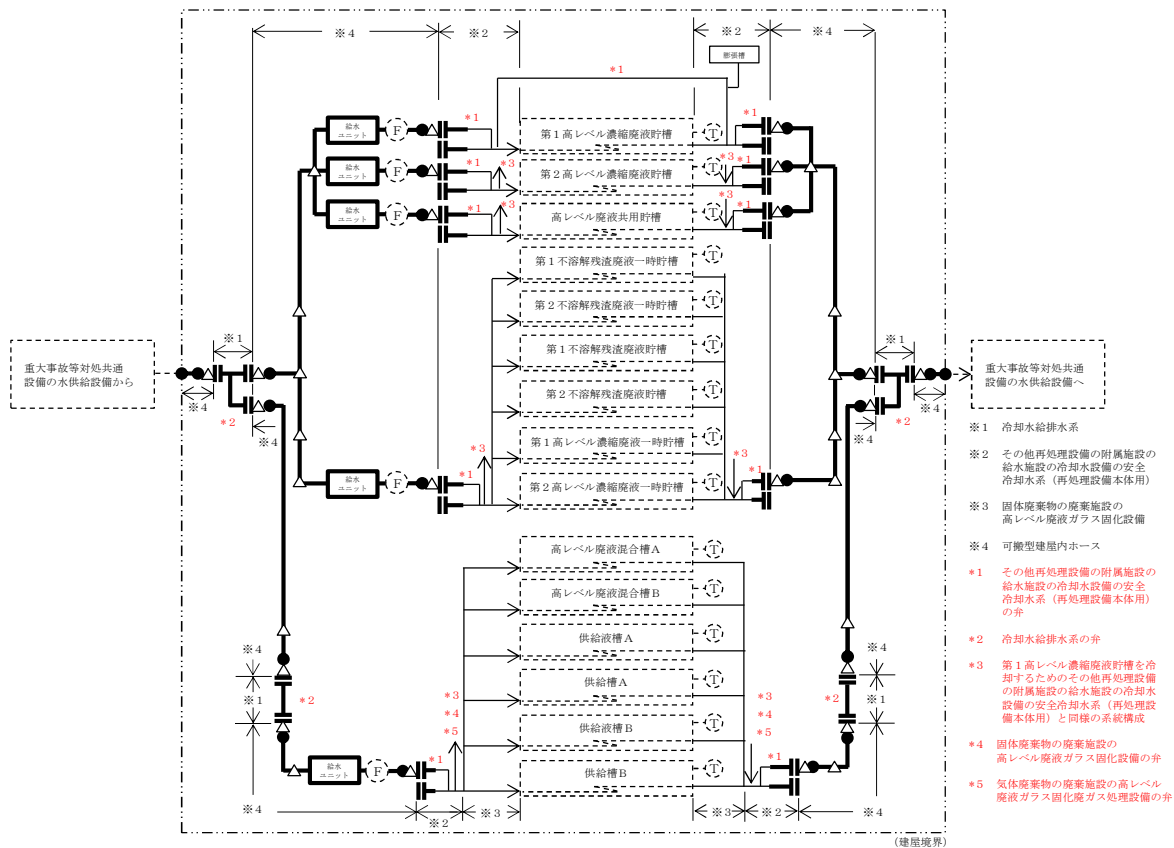 ※4
※2
※2
※4
膨張槽
*1
給水
ユニット
F
*1
第1高レベル濃縮廃液貯槽
T
*1
給水
ユニット
F
*1
*3
第2高レベル濃縮廃液貯槽
T
*3
*1
給水
ユニット
F
*1
*3
高レベル廃液共用貯槽
T
*3
*1
第1不溶解残渣廃液一時貯槽
T
第2不溶解残渣廃液一時貯槽
T
第1不溶解残渣廃液貯槽
T
第2不溶解残渣廃液貯槽
T
第1高レベル濃縮廃液一時貯槽
T
給水
ユニット
F
*1
*3
第2高レベル濃縮廃液一時貯槽
T
*3
*1
重大事故等対処共通
設備の水供給設備から
※1
※4
*2
※4
※1
※4
*2
※4
重大事故等対処共通
設備の水供給設備へ
高レベル廃液混合槽A
T
高レベル廃液混合槽B
T
供給液槽A
T
供給槽A
T
供給液槽B
T
供給槽B
T
※4
※1
*2
※4
給水
ユニット
F
*1
*3
*4
*5
※2
※3
*3
*4
*5
*1
※3
※2
※4
*2
※4
※1
※4
(建屋境界)
※1 冷却水給排水系
※2 その他再処理設備の附属施設の
給水施設の冷却水設備の安全
冷却水系（再処理設備本体用）
※3 固体廃棄物の廃棄施設の
高レベル廃液ガラス固化設備
※4 可搬型建屋内ホース
*1 その他再処理設備の附属施設の
給水施設の冷却水設備の安全
冷却水系（再処理設備本体用）
の弁
*2 冷却水給排水系の弁
*3 第1高レベル濃縮廃液貯槽を冷
却するためのその他再処理設備
の附属施設の給水施設の冷却水
設備の安全冷却水系（再処理設
備本体用）と同様の系統構成
*4 固体廃棄物の廃棄施設の
高レベル廃液ガラス固化設備の弁
*5 気体廃棄物の廃棄施設の高レベル
廃液ガラス固化廃ガス処理設備の弁